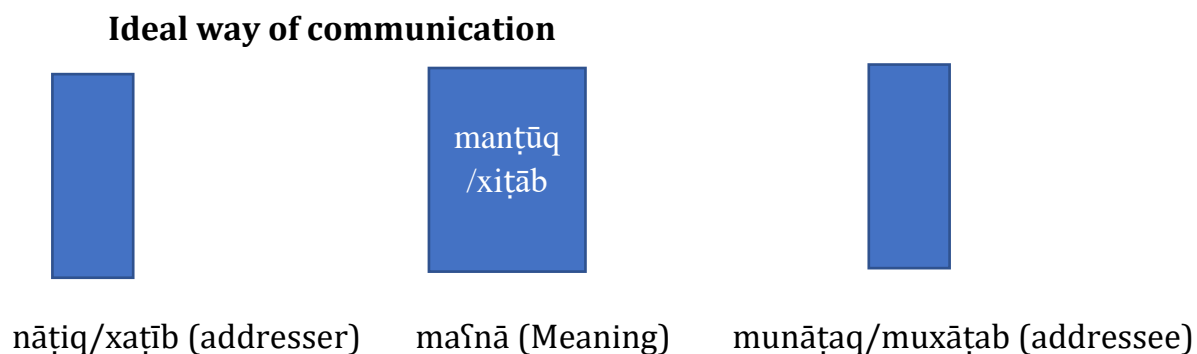 Ideal way of communication
manṭūq
/xiṭāb
nāṭiq/xaṭīb (addresser) maʕnā (Meaning) munāṭaq/muxāṭab (addressee)